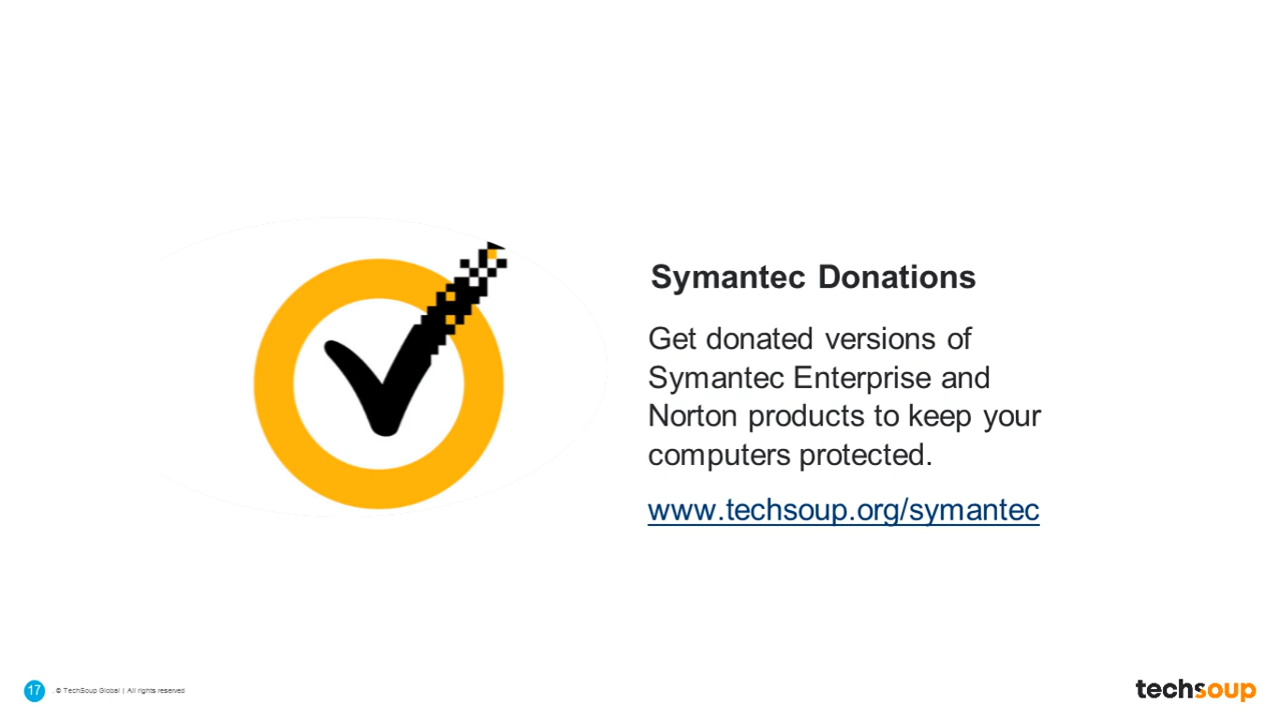 Symantec Donations
Get donated versions of
Symantec Enterprise and
Norton products to keep your
computers protected.
www.techsoup.org/symantec
17 . © TechSoup Global | All rights reserved
techsoup